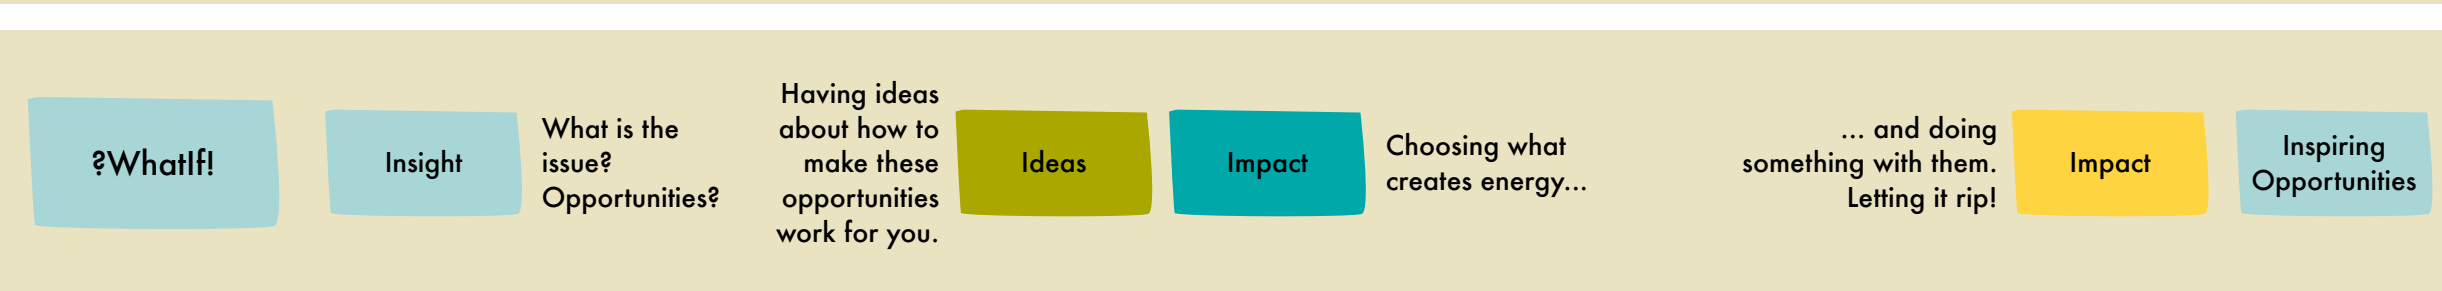 ?WhatIf!
Insight
What is the
issue?
Opportunities?
Having ideas
about how to
make these
opportunities
work for you.
Ideas
Impact
Choosing what
creates energy...
... and doing
something with them.
Letting it rip!
Impact
Inspiring
Opportunities